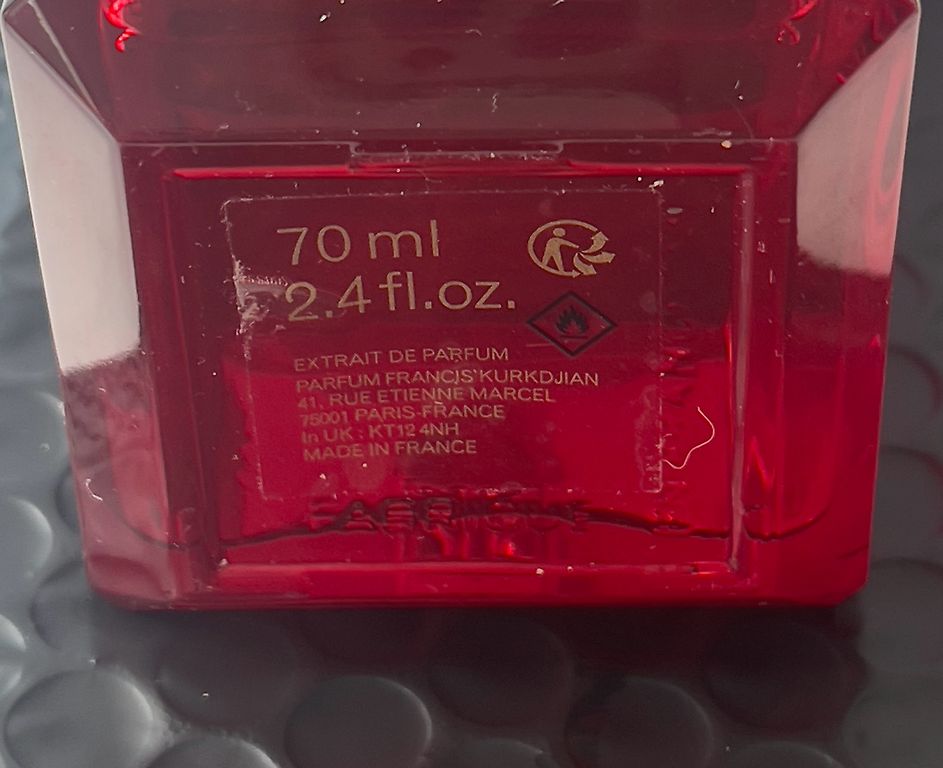 70 ml
2.4 fl.oz.
EXTRAIT DE PARFUM
PARFUM FRANCIS KURKDJIAN
41, RUE ETIENNE MARCEL
75001 PARIS-FRANCE
In UK : KT12 4NH
MADE IN FRANCE